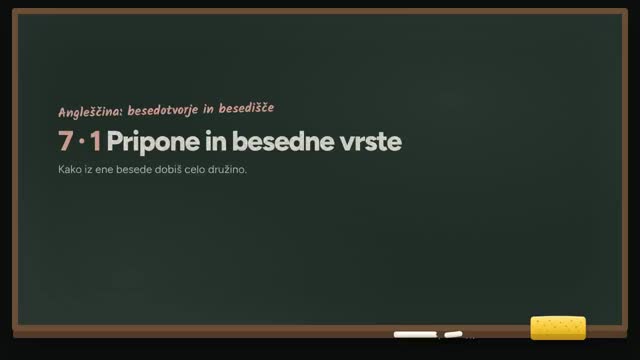 Angleščina: besedotvorje in besedišče
7 · 1 Pripone in besedne vrste
Kako iz ene besede dobiš celo družino.